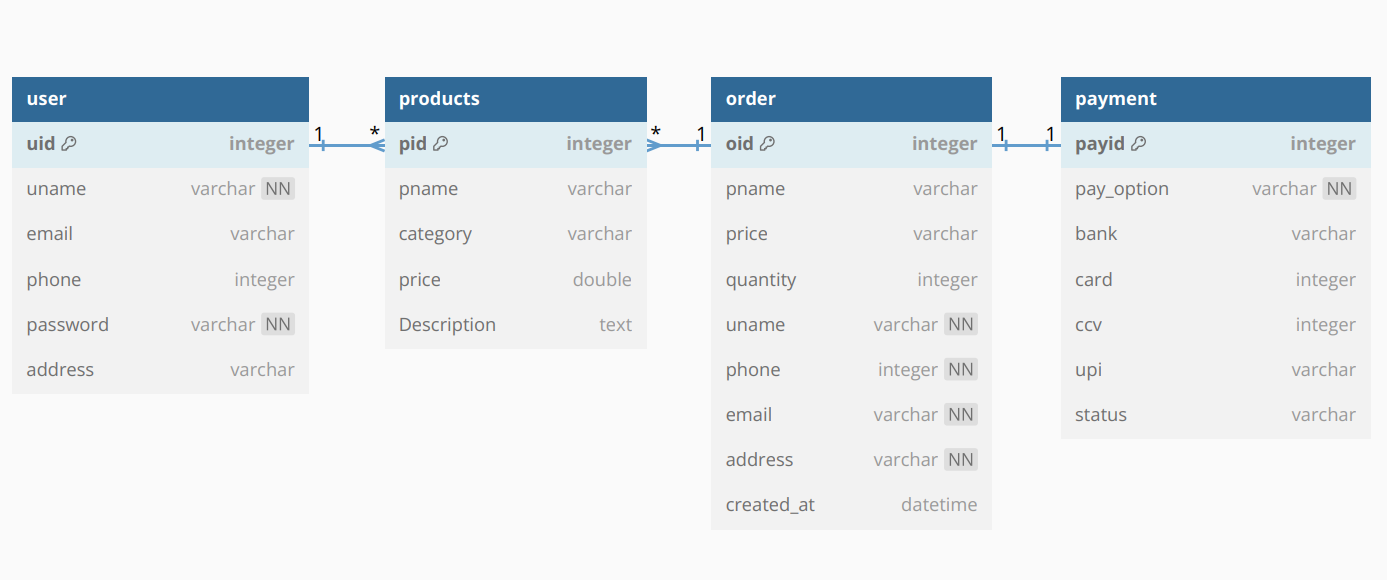 user
uid integer
uname varchar NN
email varchar
phone integer
password varchar NN
address varchar
1 *
products
pid integer
pname varchar
category varchar
price double
Description text
* 1
order
oid integer
pname varchar
price varchar
quantity integer
uname varchar NN
phone integer NN
email varchar NN
address varchar NN
created_at datetime
1 1
payment
payid integer
pay_option varchar NN
bank varchar
card integer
ccv integer
upi varchar
status varchar